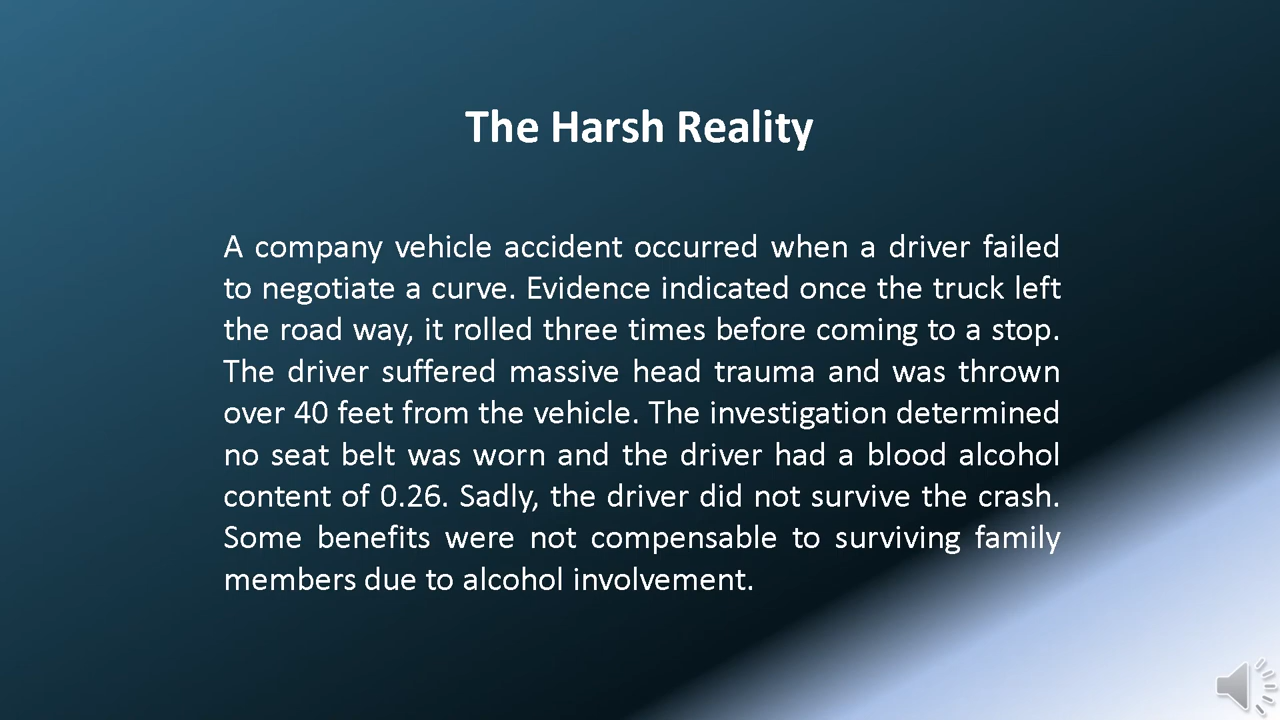 The Harsh Reality
A company vehicle accident occurred when a driver failed
to negotiate a curve. Evidence indicated once the truck left
the road way, it rolled three times before coming to a stop.
The driver suffered massive head trauma and was thrown
over 40 feet from the vehicle. The investigation determined
no seat belt was worn and the driver had a blood alcohol
content of 0.26. Sadly, the driver did not survive the crash.
Some benefits were not compensable to surviving family
members due to alcohol involvement.